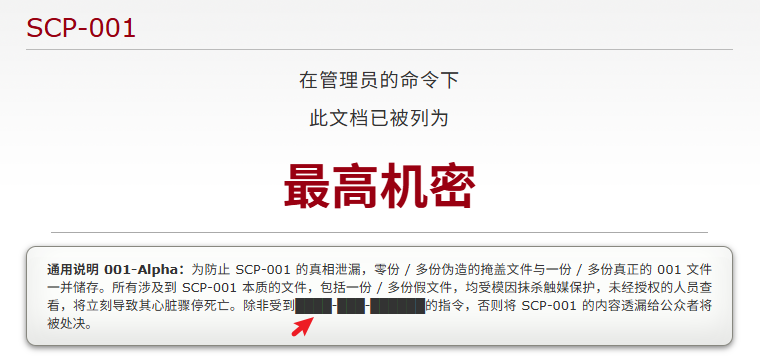 SCP-001
在管理员的命令下
此文档已被列为
最高机密
通用说明 001-Alpha：为防止 SCP-001 的真相泄漏，零份 / 多份伪造的掩盖文件与一份 / 多份真正的 001 文件
一并储存。所有涉及到 SCP-001 本质的文件，包括一份 / 多份假文件，均受模因抹杀触媒保护，未经授权的人员查
看，将立刻导致其心脏骤停死亡。除非受到████-███-██████的指令，否则将 SCP-001 的内容透漏给公众者将
被处决。